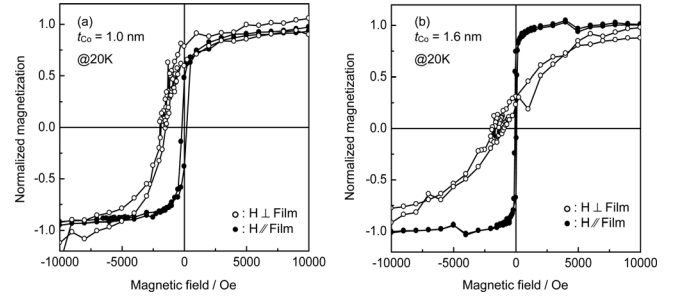 (a)
t_Co = 1.0 nm
@20K
Normalized magnetization
1.0
0.5
0.0
-0.5
-1.0
○ : H ⊥ Film
● : H // Film
-10000 -5000 0 5000 10000
Magnetic field / Oe
(b)
t_Co = 1.6 nm
@20K
Normalized magnetization
1.0
0.5
0.0
-0.5
-1.0
○ : H ⊥ Film
● : H // Film
-10000 -5000 0 5000 10000
Magnetic field / Oe